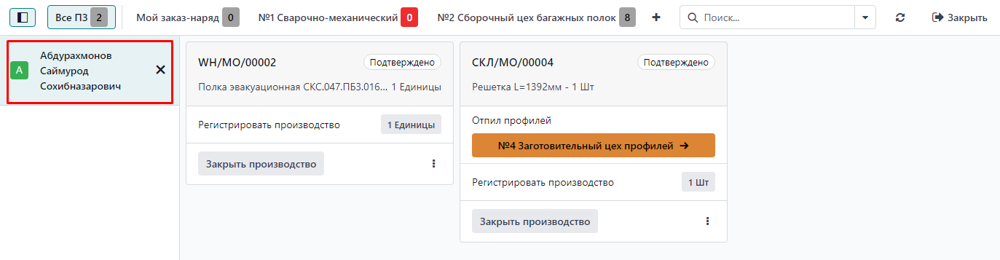 Все ПЗ 2
Мой заказ-наряд 0
№1 Сварочно-механический 0
№2 Сборочный цех багажных полок 8
Поиск...
Закрыть
А
Абдурахмонов
Саймурод
Сохибназарович
WH/MO/00002
Подтверждено
Полка эвакуационная СКС.047.ПБ3.016... 1 Единицы
Регистрировать производство
1 Единицы
Закрыть производство
СКЛ/МО/00004
Подтверждено
Решетка L=1392мм - 1 Шт
Отпил профилей
№4 Заготовительный цех профилей
Регистрировать производство
1 Шт
Закрыть производство